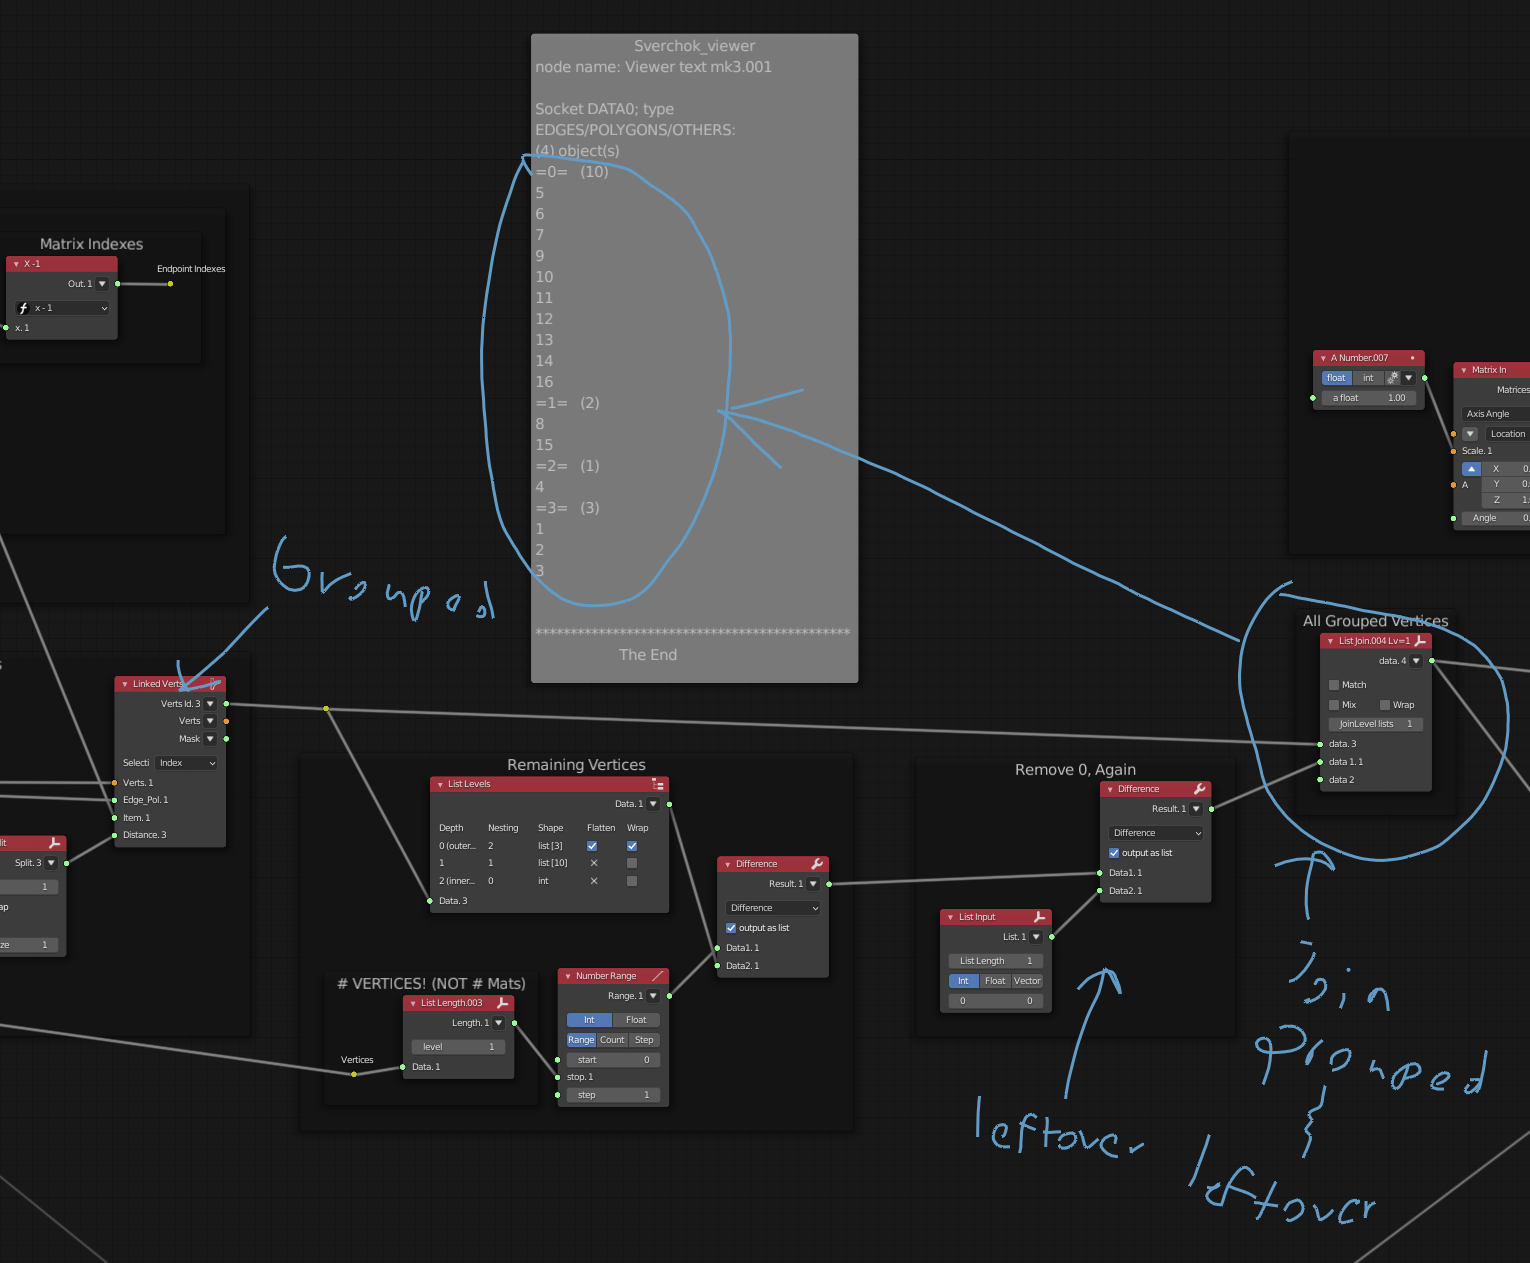 Sverchok_viewer
node name: Viewer text mk3.001
Socket DATA0; type
EDGES/POLYGONS/OTHERS:
(4) object(s)
=0= (10)
5
6
7
9
10
11
12
13
14
16
=1= (2)
8
15
=2= (1)
4
=3= (3)
1
2
3
*********************************************
The End
Matrix Indexes
X -1
Out. 1
x - 1
x. 1
Endpoint Indexes
A Number.007
float int
a float 1.00
Matrix In
Matrices
Axis Angle
Location
Scale. 1
X 0.
A Y 0.
Z 1.
Angle 0.
Grouped
Linked Verts
Verts Id. 3
Verts
Mask
Selecti Index
Verts. 1
Edge_Pol. 1
Item. 1
Distance. 3
Split. 3
1
1
Remaining Vertices
List Levels
Data. 1
Depth Nesting Shape Flatten Wrap
0 (outer... 2 list [3]
1 1 list [10]
2 (inner... 0 int
Data. 3
Difference
Result. 1
Difference
output as list
Data1. 1
Data2. 1
# VERTICES! (NOT # Mats)
List Length.003
Length. 1
level 1
Data. 1
Vertices
Number Range
Range. 1
Int Float
Range Count Step
start 0
stop. 1
step 1
Remove 0, Again
Difference
Result. 1
Difference
output as list
Data1. 1
Data2. 1
List Input
List. 1
List Length 1
Int Float Vector
0 0
All Grouped Vertices
List Join.004 Lv=1
data. 4
Match
Mix Wrap
JoinLevel lists 1
data. 3
data 1. 1
data 2
leftover
join
grouped
leftover